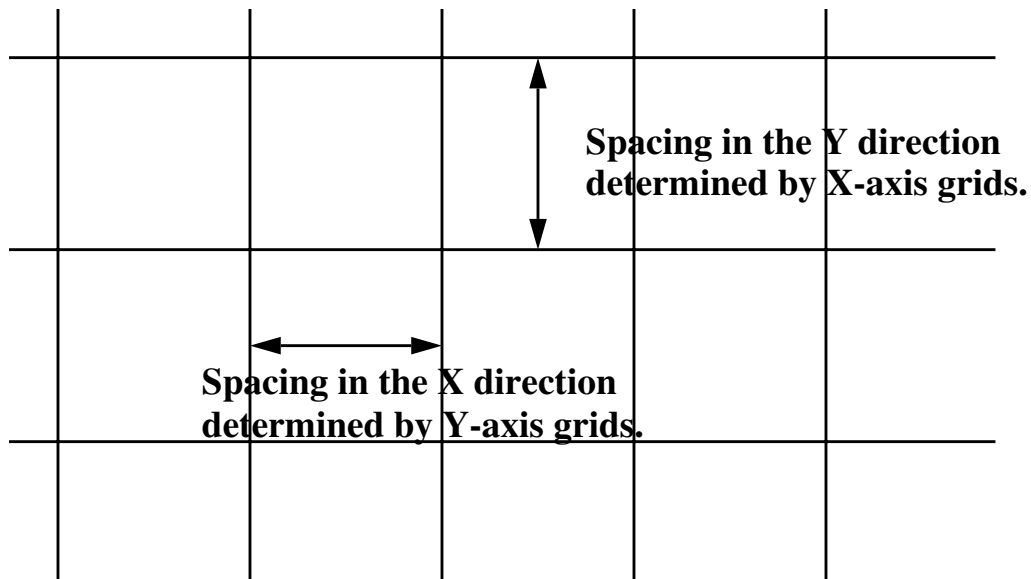 Spacing in the Y direction
determined by X-axis grids.
Spacing in the X direction
determined by Y-axis grids.